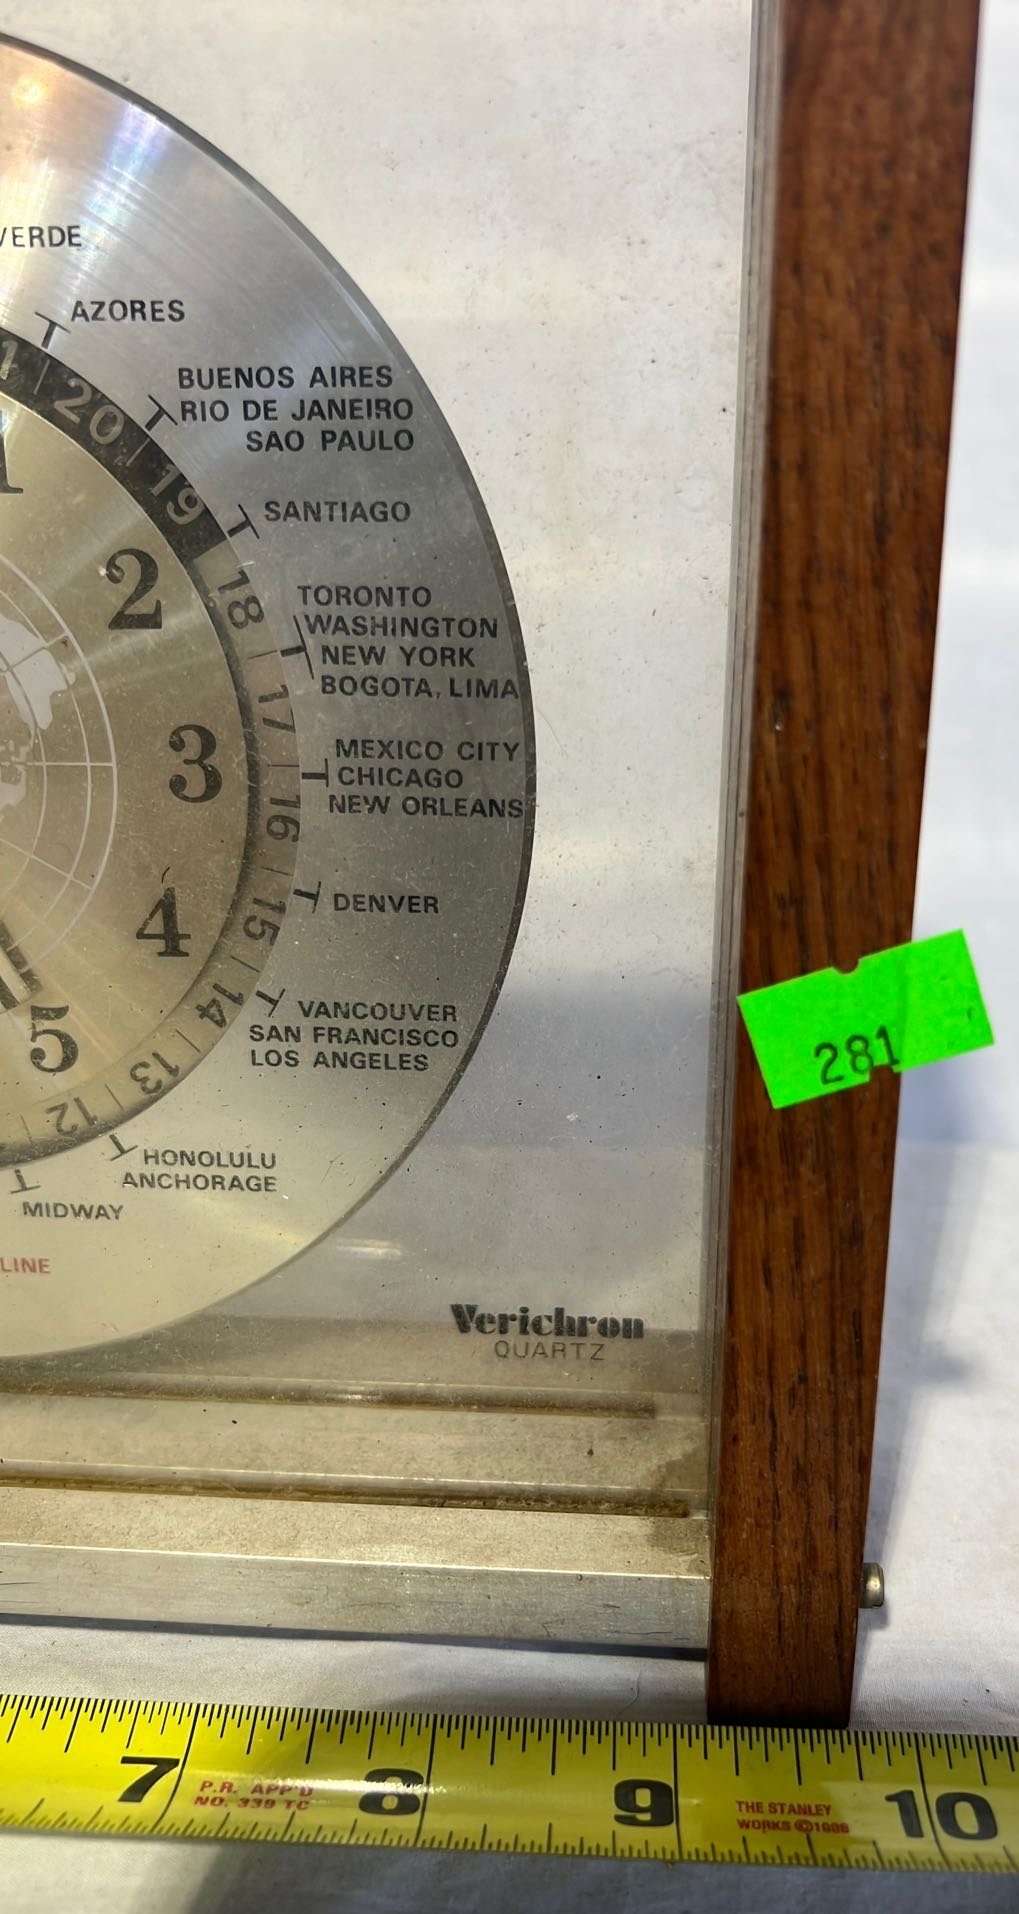 VERDE
AZORES
BUENOS AIRES
RIO DE JANEIRO
SAO PAULO
SANTIAGO
TORONTO
WASHINGTON
NEW YORK
BOGOTA, LIMA
MEXICO CITY
CHICAGO
NEW ORLEANS
DENVER
VANCOUVER
SAN FRANCISCO
LOS ANGELES
HONOLULU
ANCHORAGE
MIDWAY
LINE
20
19
18
17
16
15
14
13
12
1
2
3
4
5
281
Verichron
QUARTZ
7
P.R. APP'D
NO. 339 TC
8
9
THE STANLEY
WORKS ©
10